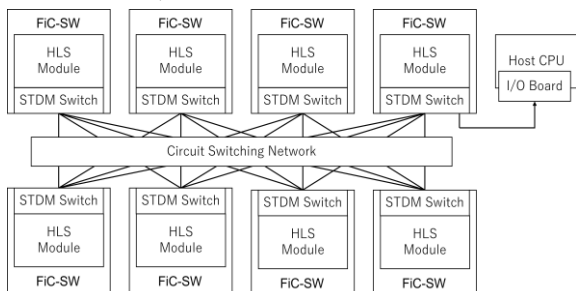 FiC-SW FiC-SW FiC-SW FiC-SW
HLS Module HLS Module HLS Module HLS Module
Host CPU
I/O Board
STDM Switch STDM Switch STDM Switch STDM Switch
Circuit Switching Network
STDM Switch STDM Switch STDM Switch STDM Switch
HLS Module HLS Module HLS Module HLS Module
FiC-SW FiC-SW FiC-SW FiC-SW